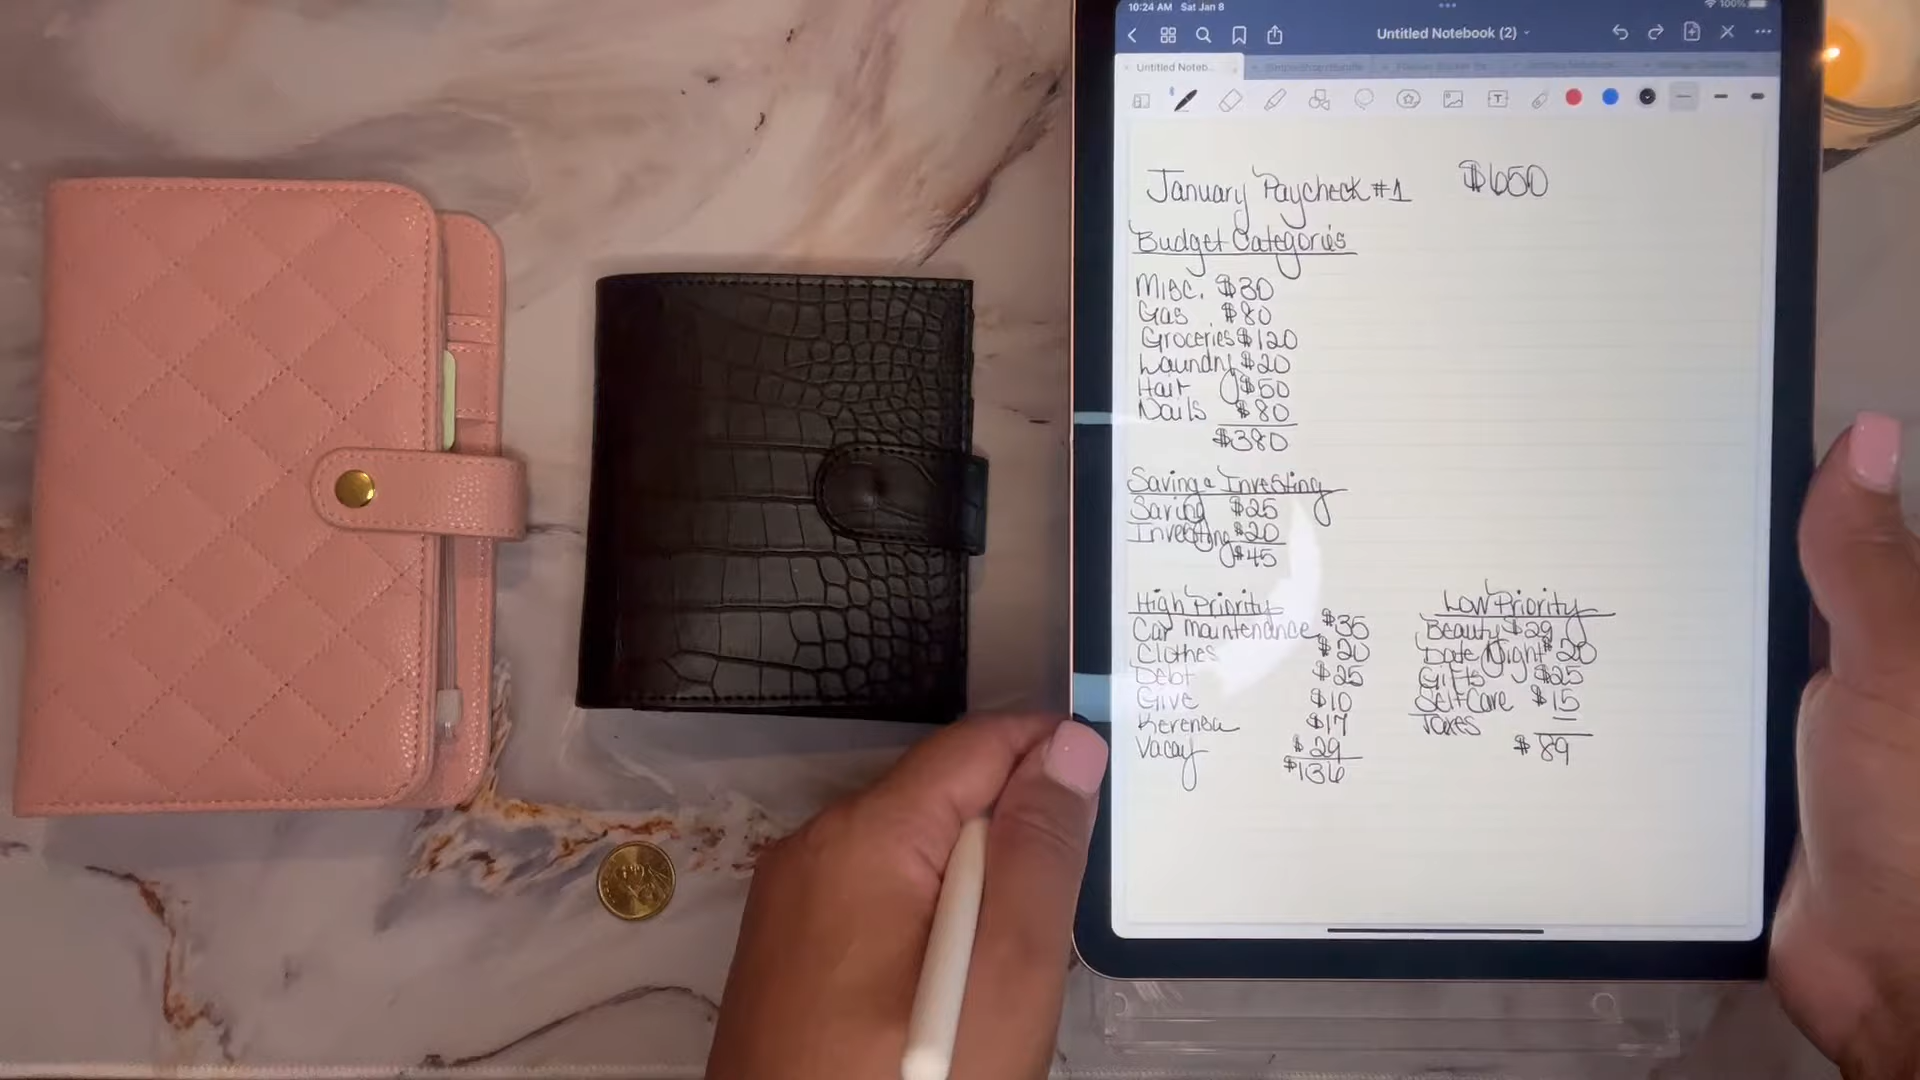 10:24 AM Sat Jan 8
100%
Untitled Notebook (2)
Untitled Noteb...
January Paycheck #1 $650
Budget Categories
Misc. $30
Gas $80
Groceries $120
Laundry $20
Hair $50
Nails $80
$380
Saving & Investing
Saving $25
Investing $20
$45
High Priority
Car Maintenance $35
Clothes $20
Debt $25
Give $10
$17
Vacay $29
$136
Low Priority
Beauty $29
Date Night $20
Gifts $25
Self Care $15
Taxes —
$89